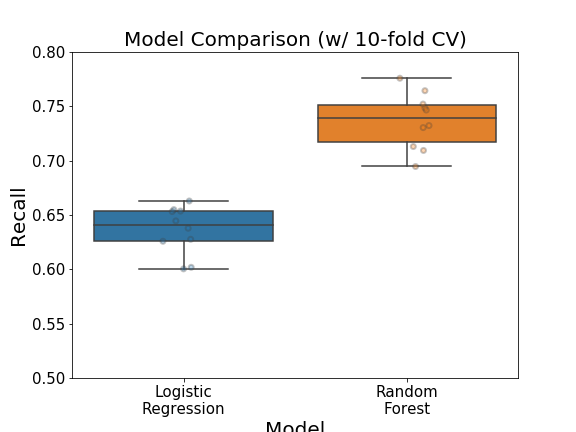 Model Comparison (w/ 10-fold CV)
0.80
0.75
0.70
0.65
0.60
0.55
0.50
Recall
Logistic
Regression
Random
Forest
Model